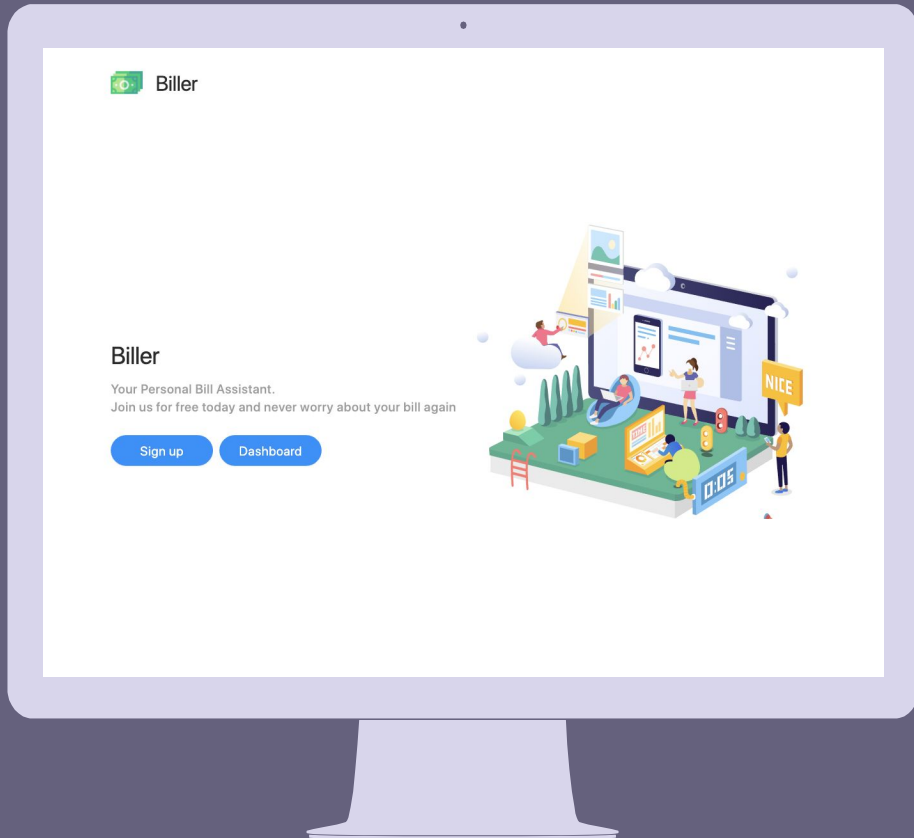 Biller
Biller
Your Personal Bill Assistant.
Join us for free today and never worry about your bill again
Sign up
Dashboard
NICE
0:05